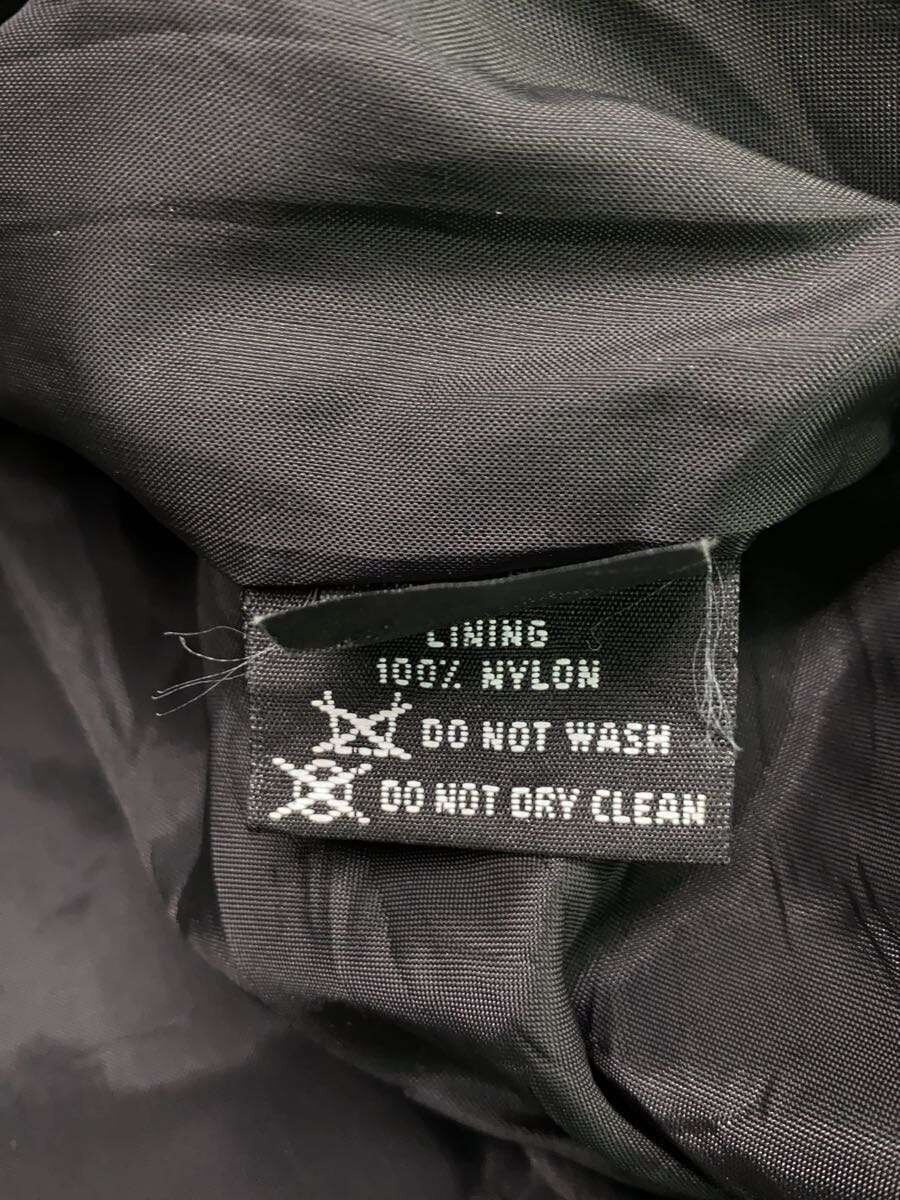 LINING
100% NYLON
DO NOT WASH
DO NOT DRY CLEAN